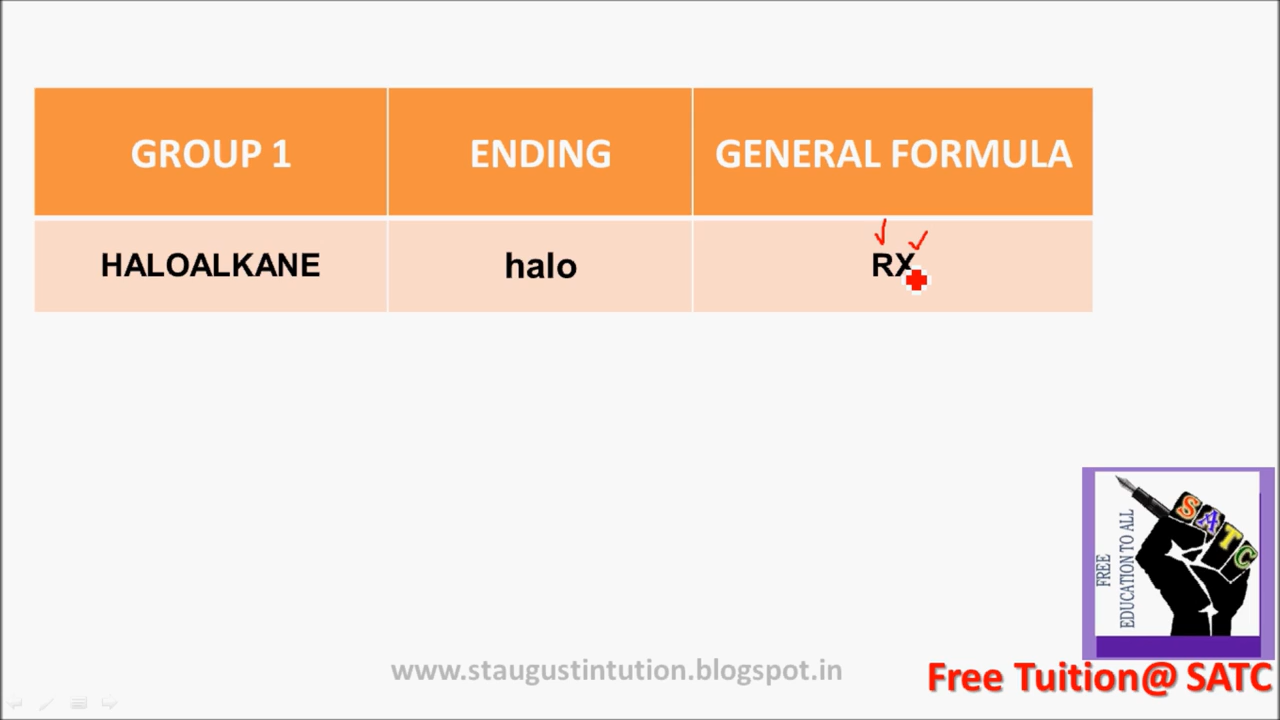 GROUP 1 ENDING GENERAL FORMULA
HALOALKANE halo RX
FREE
EDUCATION TO ALL
SATC
www.staugustintution.blogspot.in
Free Tuition@ SATC